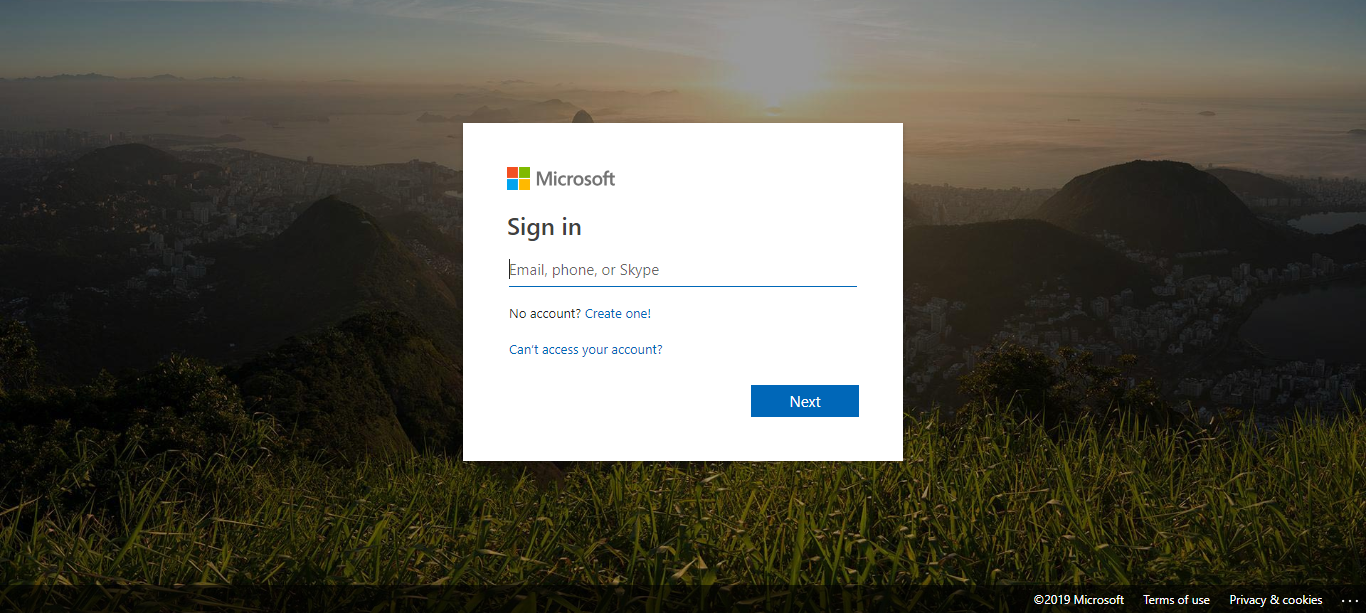 Microsoft
Sign in
Email, phone, or Skype
No account? Create one!
Can't access your account?
Next
©2019 Microsoft Terms of use Privacy & cookies ...